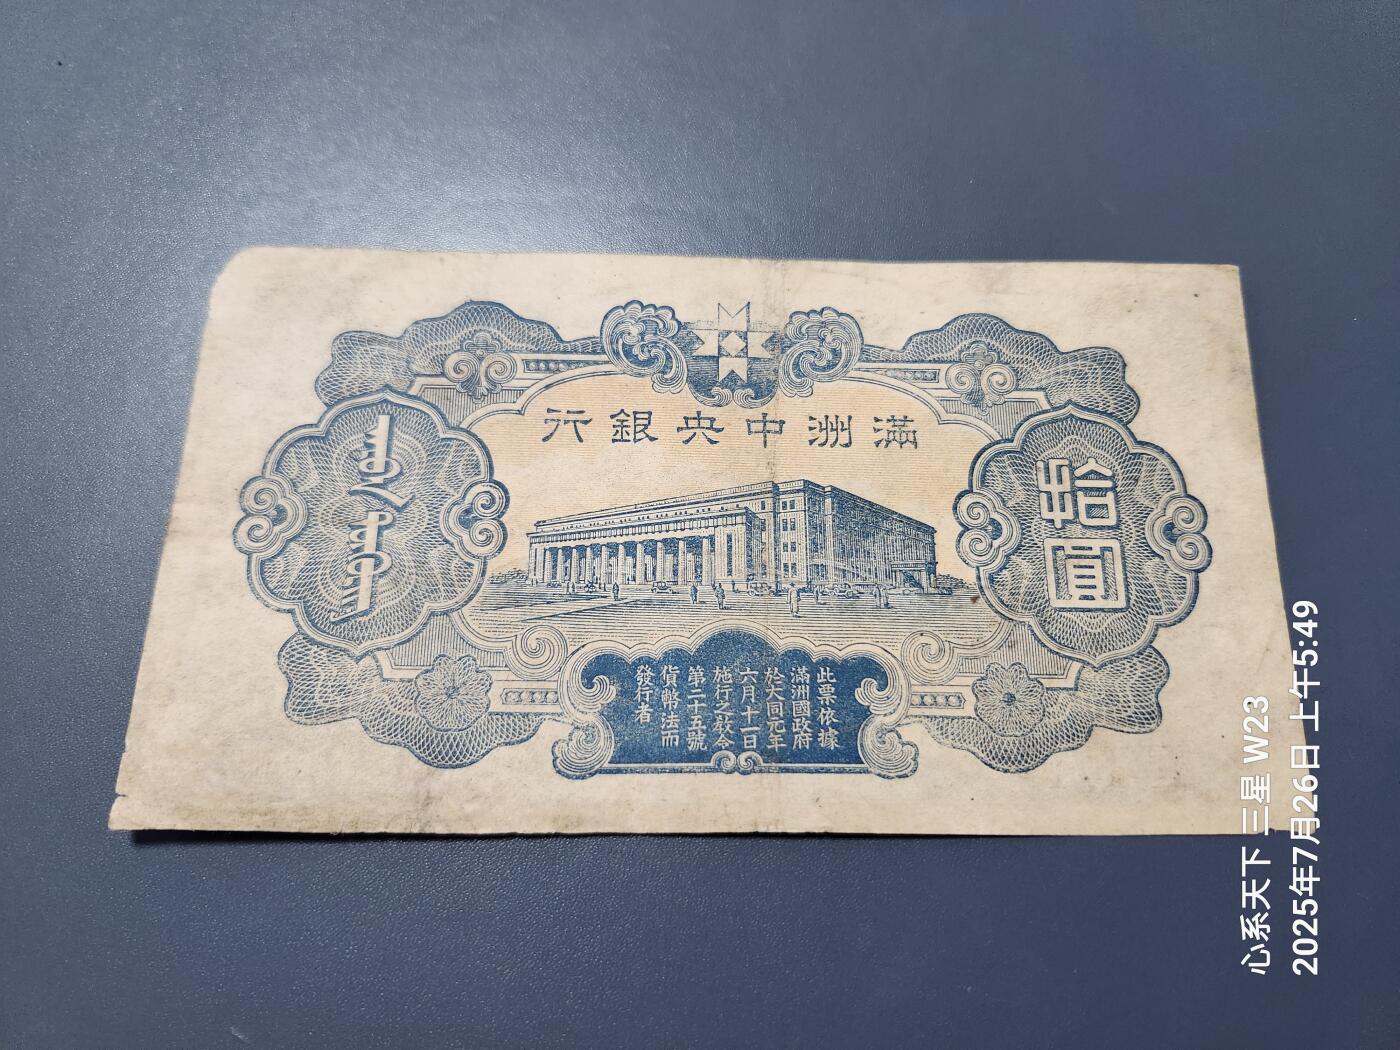 滿洲中央銀行
拾圓
此票依據
滿洲國政府
於大同元年
六月十一日
施行之敎令
第二十五號
貨幣法而
發行者
心系天下 三星 W23
2025年7月26日 上午5:49